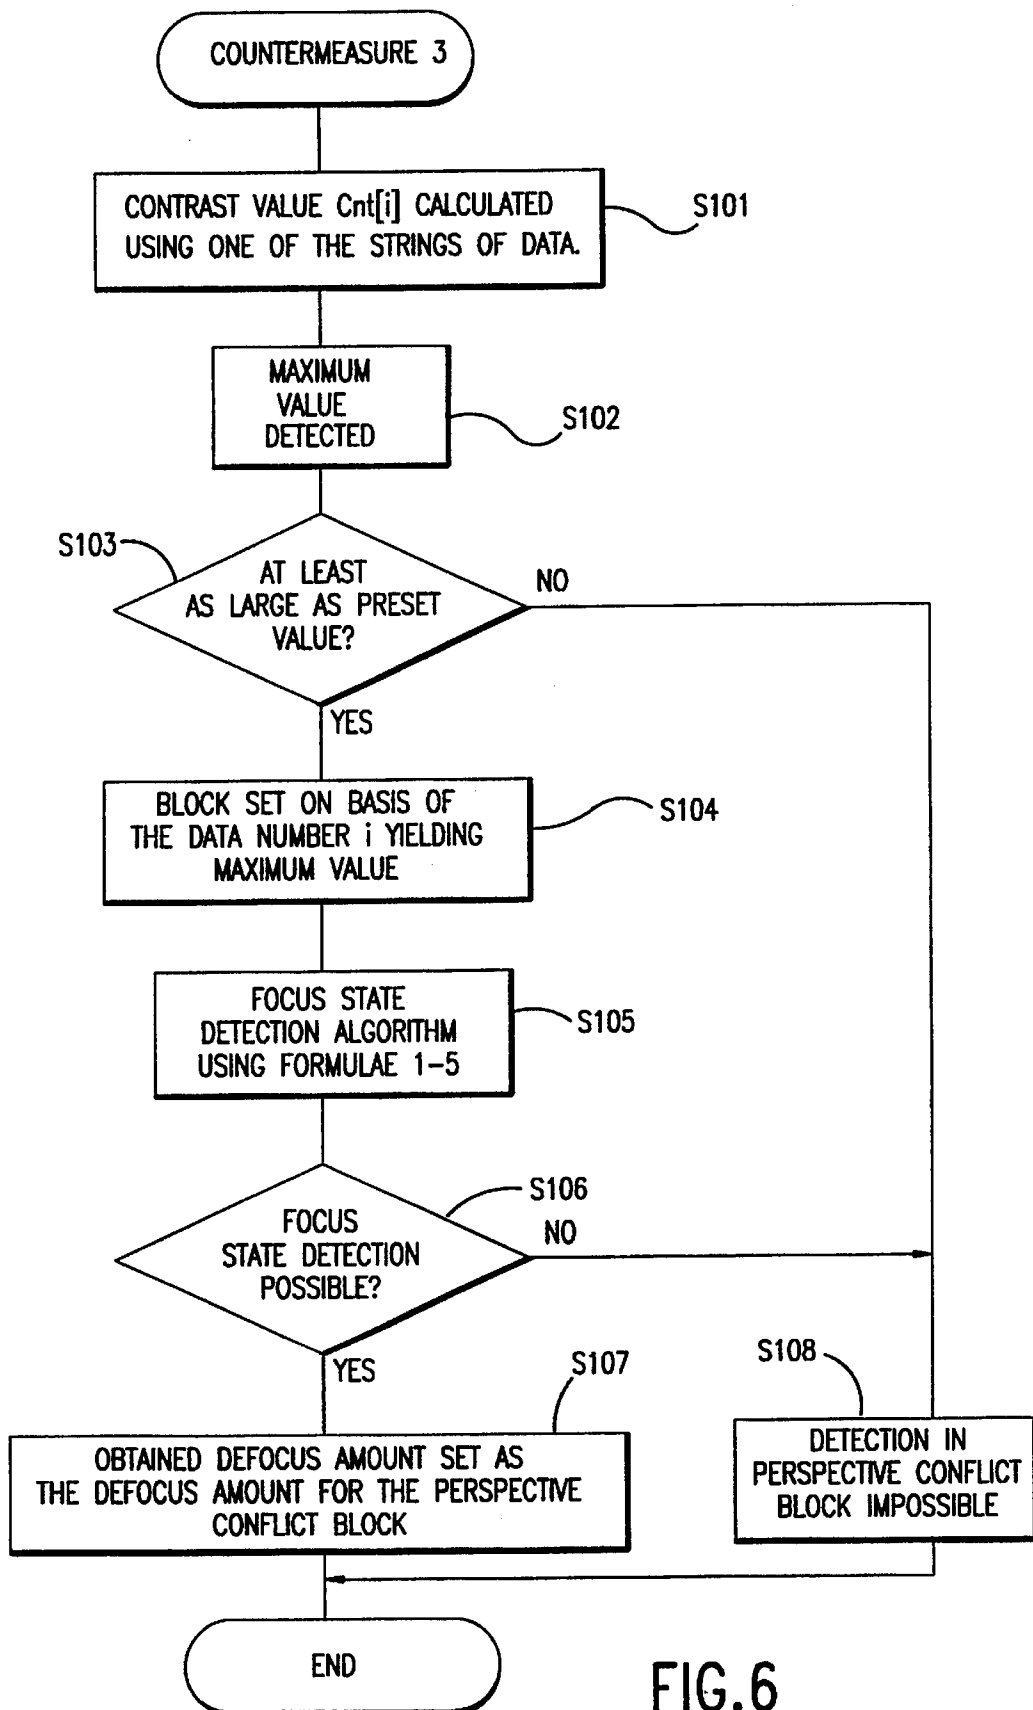 COUNTERMEASURE 3
CONTRAST VALUE Cnt[i] CALCULATED
USING ONE OF THE STRINGS OF DATA.
S101
MAXIMUM
VALUE
DETECTED
S102
S103
AT LEAST
AS LARGE AS PRESET
VALUE?
NO
YES
BLOCK SET ON BASIS OF
THE DATA NUMBER i YIELDING
MAXIMUM VALUE
S104
FOCUS STATE
DETECTION ALGORITHM
USING FORMULAE 1-5
S105
S106
FOCUS
STATE DETECTION
POSSIBLE?
NO
YES
S107
OBTAINED DEFOCUS AMOUNT SET AS
THE DEFOCUS AMOUNT FOR THE PERSPECTIVE
CONFLICT BLOCK
S108
DETECTION IN
PERSPECTIVE CONFLICT
BLOCK IMPOSSIBLE
END
FIG.6